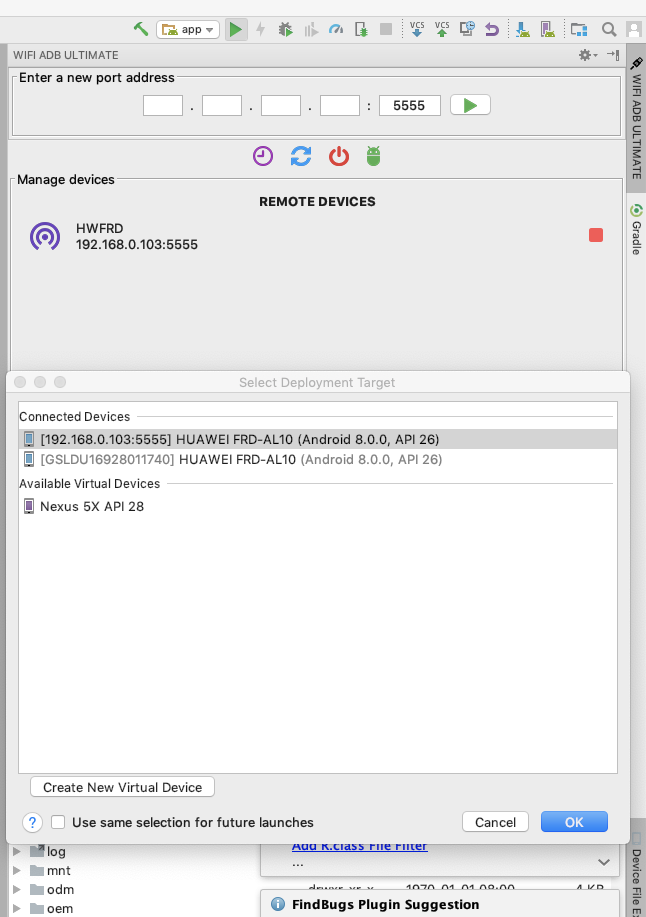 app
VCS
VCS
WIFI ADB ULTIMATE
Enter a new port address
. . . : 5555
Manage devices
REMOTE DEVICES
HWFRD
192.168.0.103:5555
WIFI ADB ULTIMATE
Gradle
Select Deployment Target
Connected Devices
[192.168.0.103:5555] HUAWEI FRD-AL10 (Android 8.0.0, API 26)
[GSLDU16928011740] HUAWEI FRD-AL10 (Android 8.0.0, API 26)
Available Virtual Devices
Nexus 5X API 28
Create New Virtual Device
? Use same selection for future launches
Cancel
OK
log
mnt
odm
oem
Add R.class File Filter
...
drwxr-xr-x 1970-01-01 08:00 4 KB
FindBugs Plugin Suggestion
Device File Ex